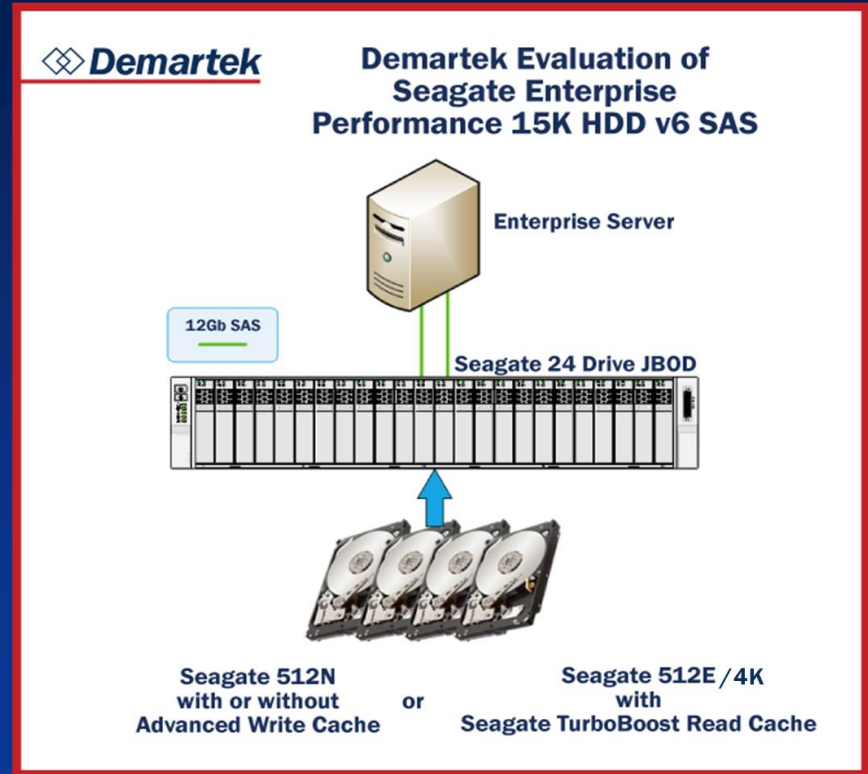 Demartek
Demartek Evaluation of
Seagate Enterprise
Performance 15K HDD v6 SAS
Enterprise Server
12Gb SAS
Seagate 24 Drive JBOD
Seagate 512N
with or without
Advanced Write Cache
or
Seagate 512E/4K
with
Seagate TurboBoost Read Cache